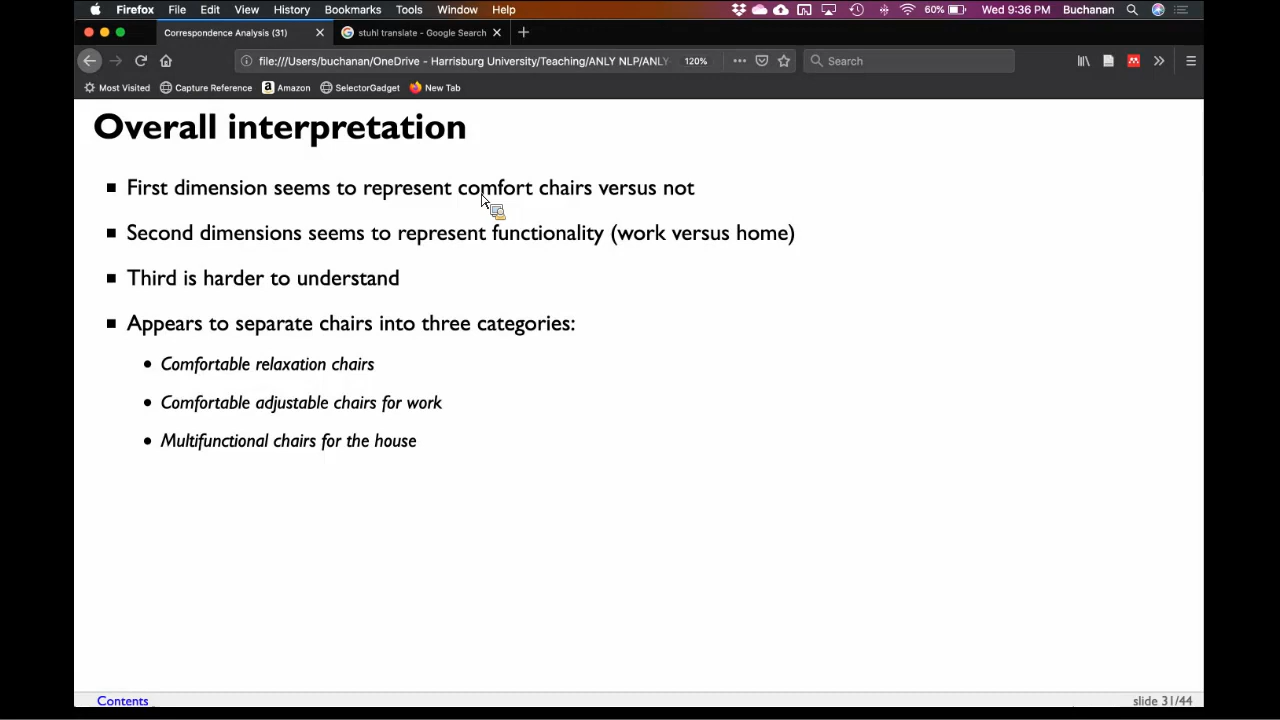 Firefox File Edit View History Bookmarks Tools Window Help 60% Wed 9:36 PM Buchanan
Correspondence Analysis (31) stuhl translate - Google Search
file:///Users/buchanan/OneDrive - Harrisburg University/Teaching/ANLY NLP/ANLY 120% Search
Most Visited Capture Reference Amazon SelectorGadget New Tab
Overall interpretation
First dimension seems to represent comfort chairs versus not
Second dimensions seems to represent functionality (work versus home)
Third is harder to understand
Appears to separate chairs into three categories:
Comfortable relaxation chairs
Comfortable adjustable chairs for work
Multifunctional chairs for the house
Contents slide 31/44